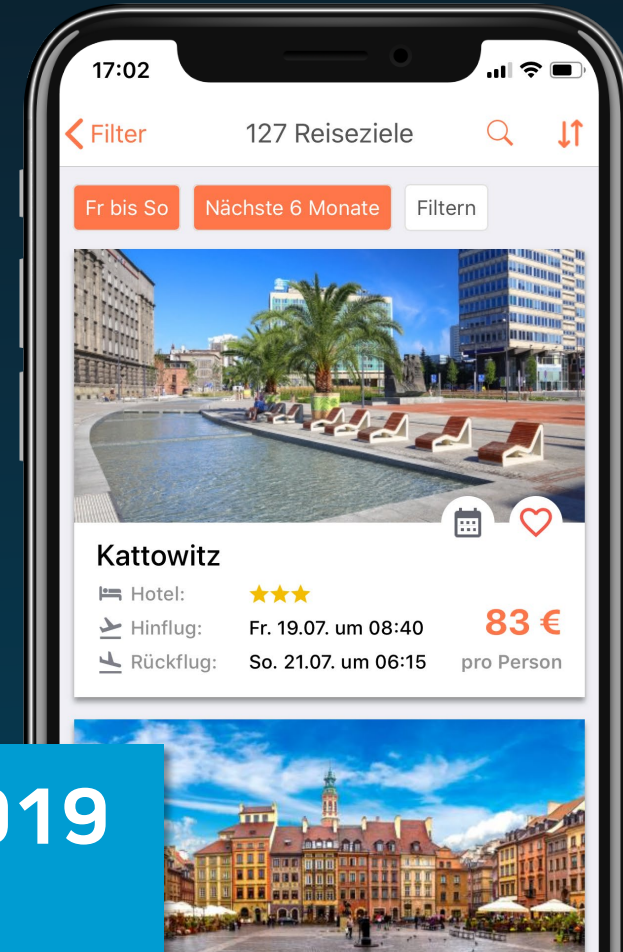 17:02
Filter 127 Reiseziele
Fr bis So Nächste 6 Monate Filtern
Kattowitz
Hotel:
Hinflug: Fr. 19.07. um 08:40 83 €
Rückflug: So. 21.07. um 06:15 pro Person
019